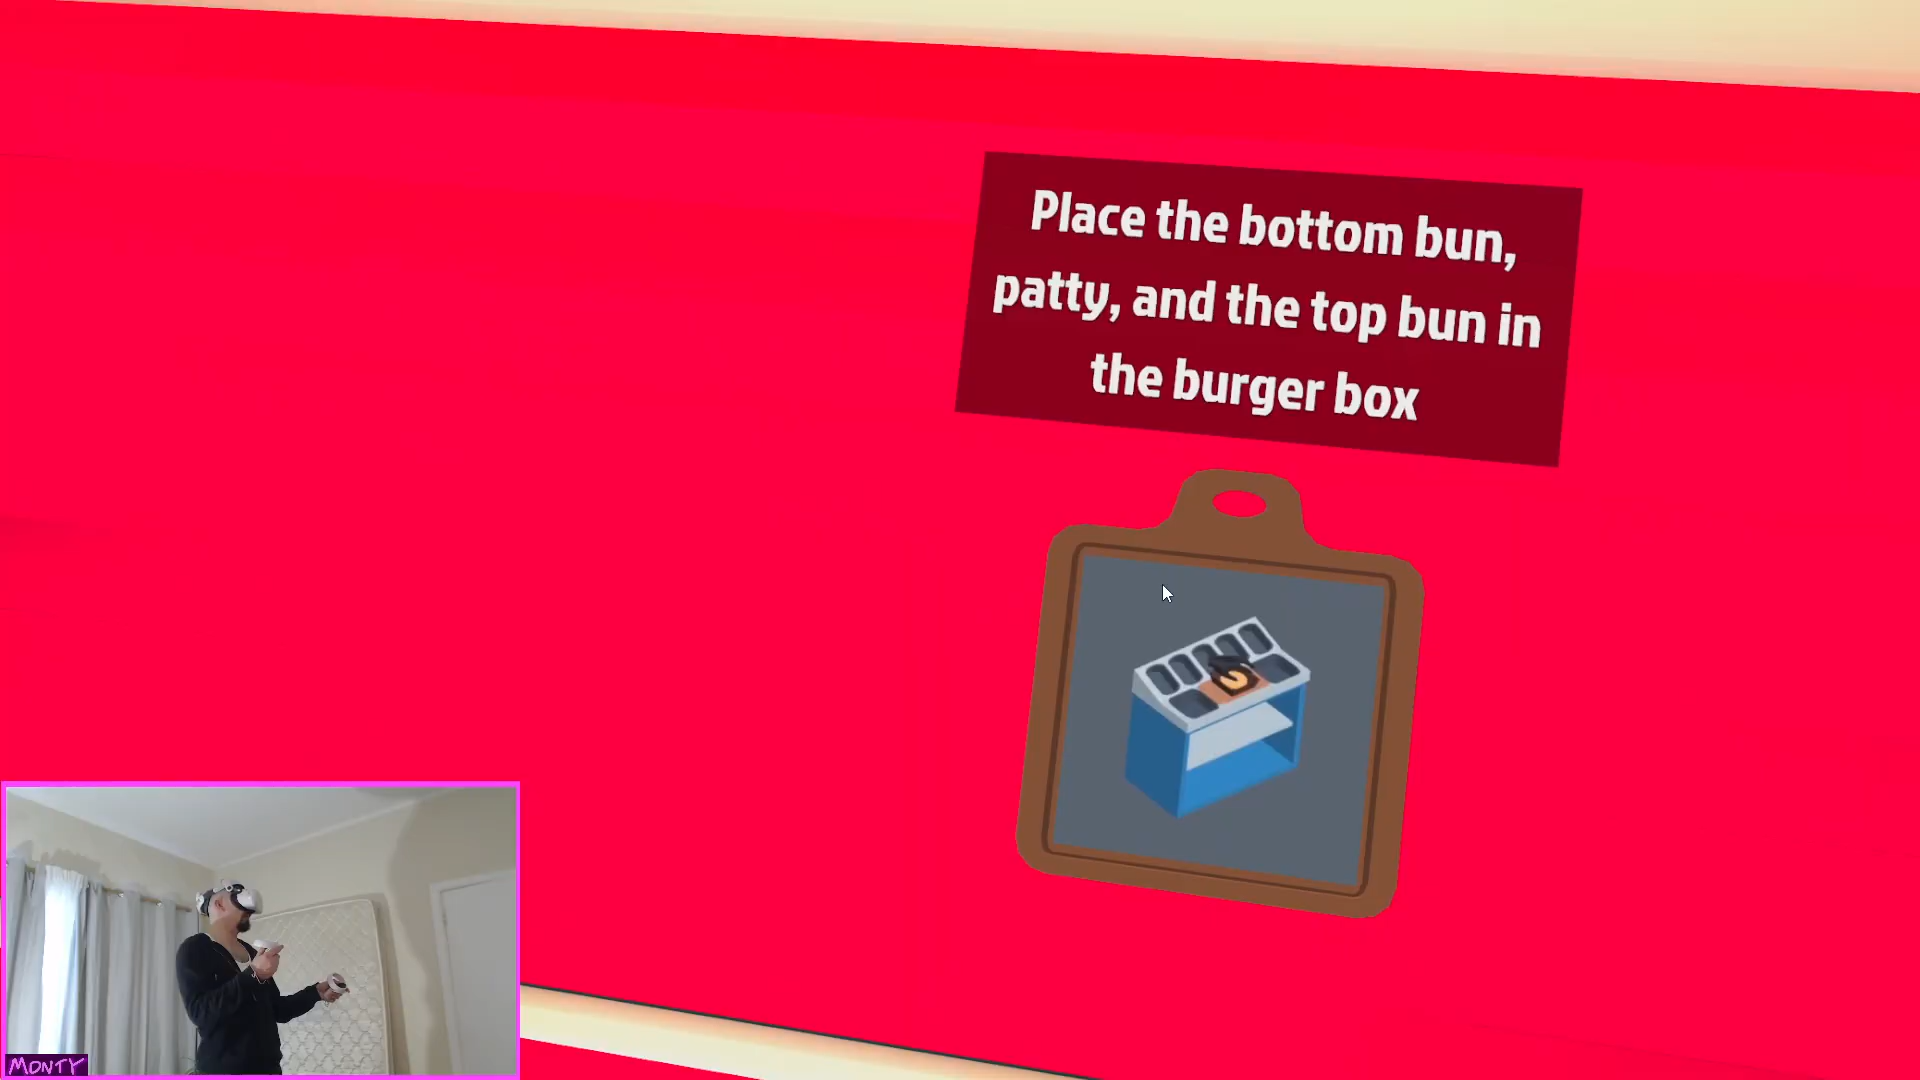 Place the bottom bun,
patty, and the top bun in
the burger box
MONTY